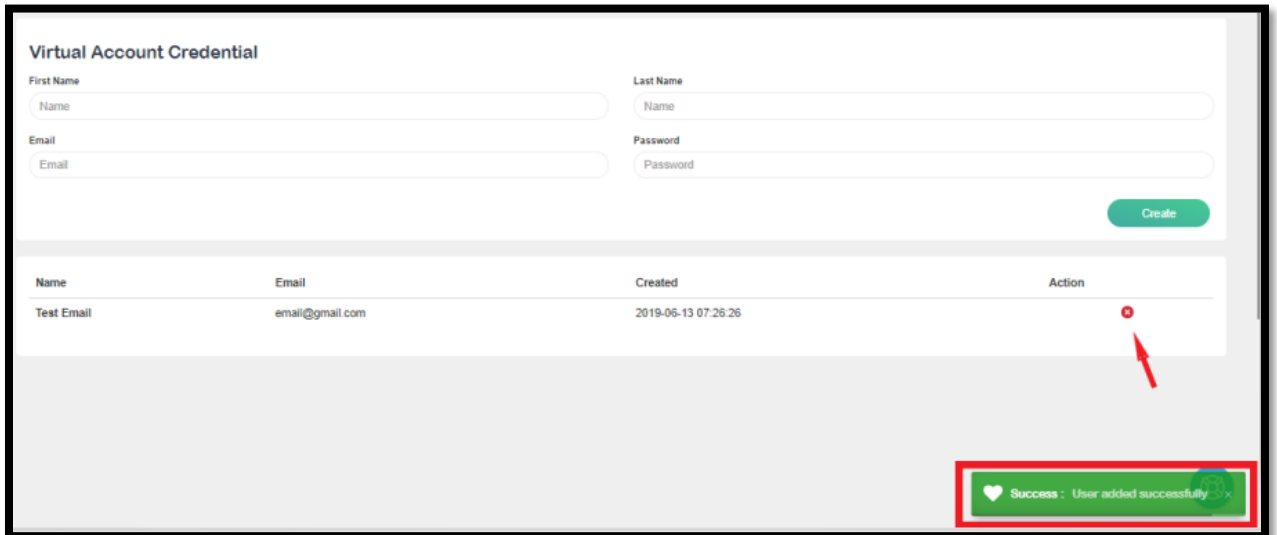 Virtual Account Credential
First Name Last Name
Name Name
Email Password
Email Password
Create
Name Email Created Action
Test Email email@gmail.com 2019-06-13 07:26:26
Success : User added successfully ×